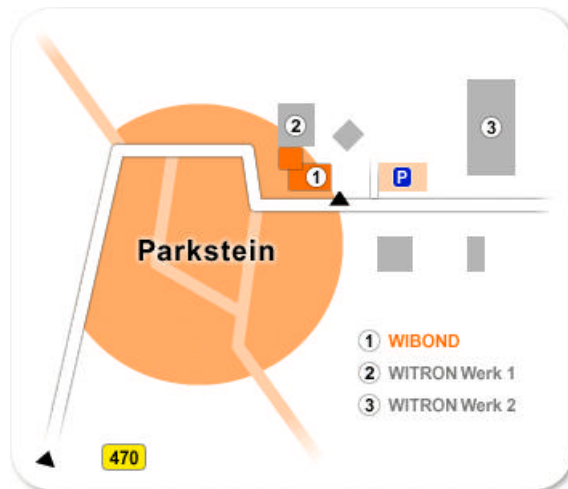 2
3
1
P
Parkstein
1 WIBOND
2 WITRON Werk 1
3 WITRON Werk 2
470